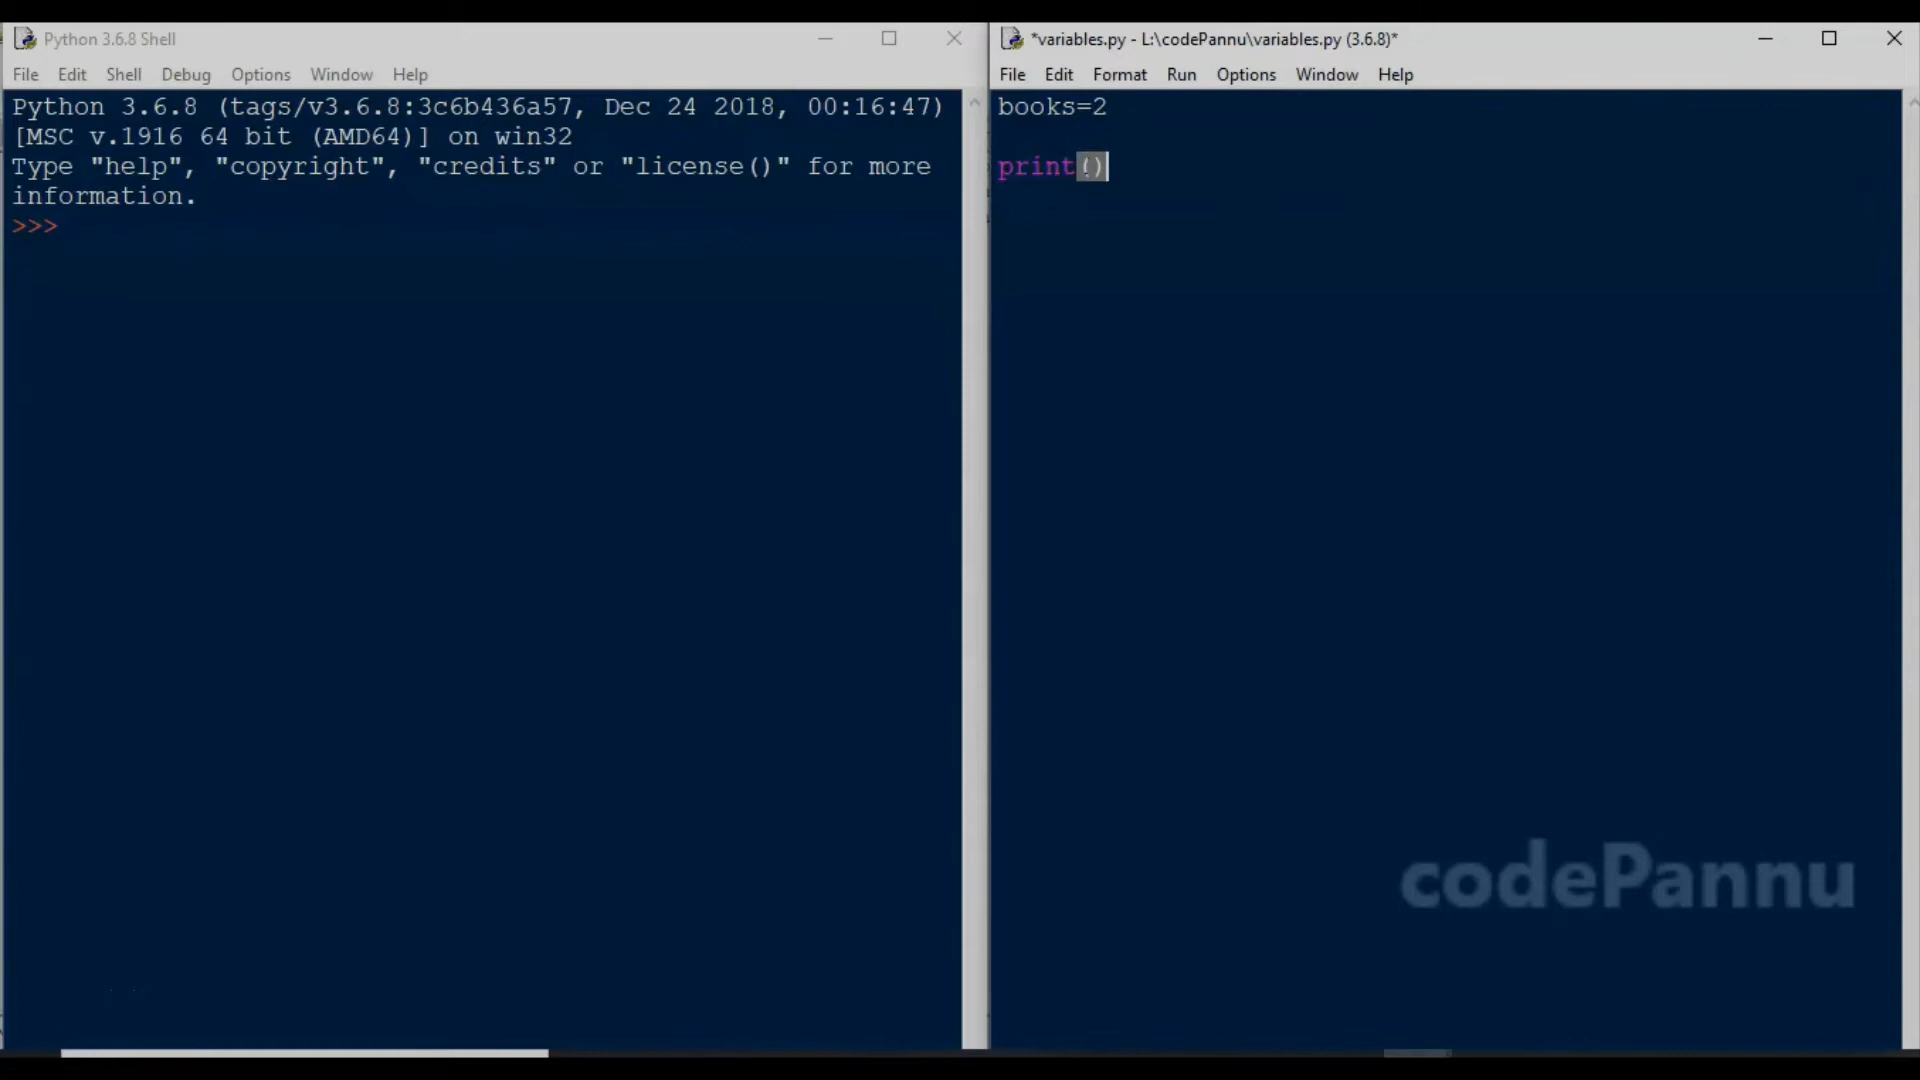 Python 3.6.8 Shell
File Edit Shell Debug Options Window Help
Python 3.6.8 (tags/v3.6.8:3c6b436a57, Dec 24 2018, 00:16:47)
[MSC v.1916 64 bit (AMD64)] on win32
Type "help", "copyright", "credits" or "license()" for more
information.
>>>
*variables.py - L:\codePannu\variables.py (3.6.8)*
File Edit Format Run Options Window Help
books=2
print()
codePannu